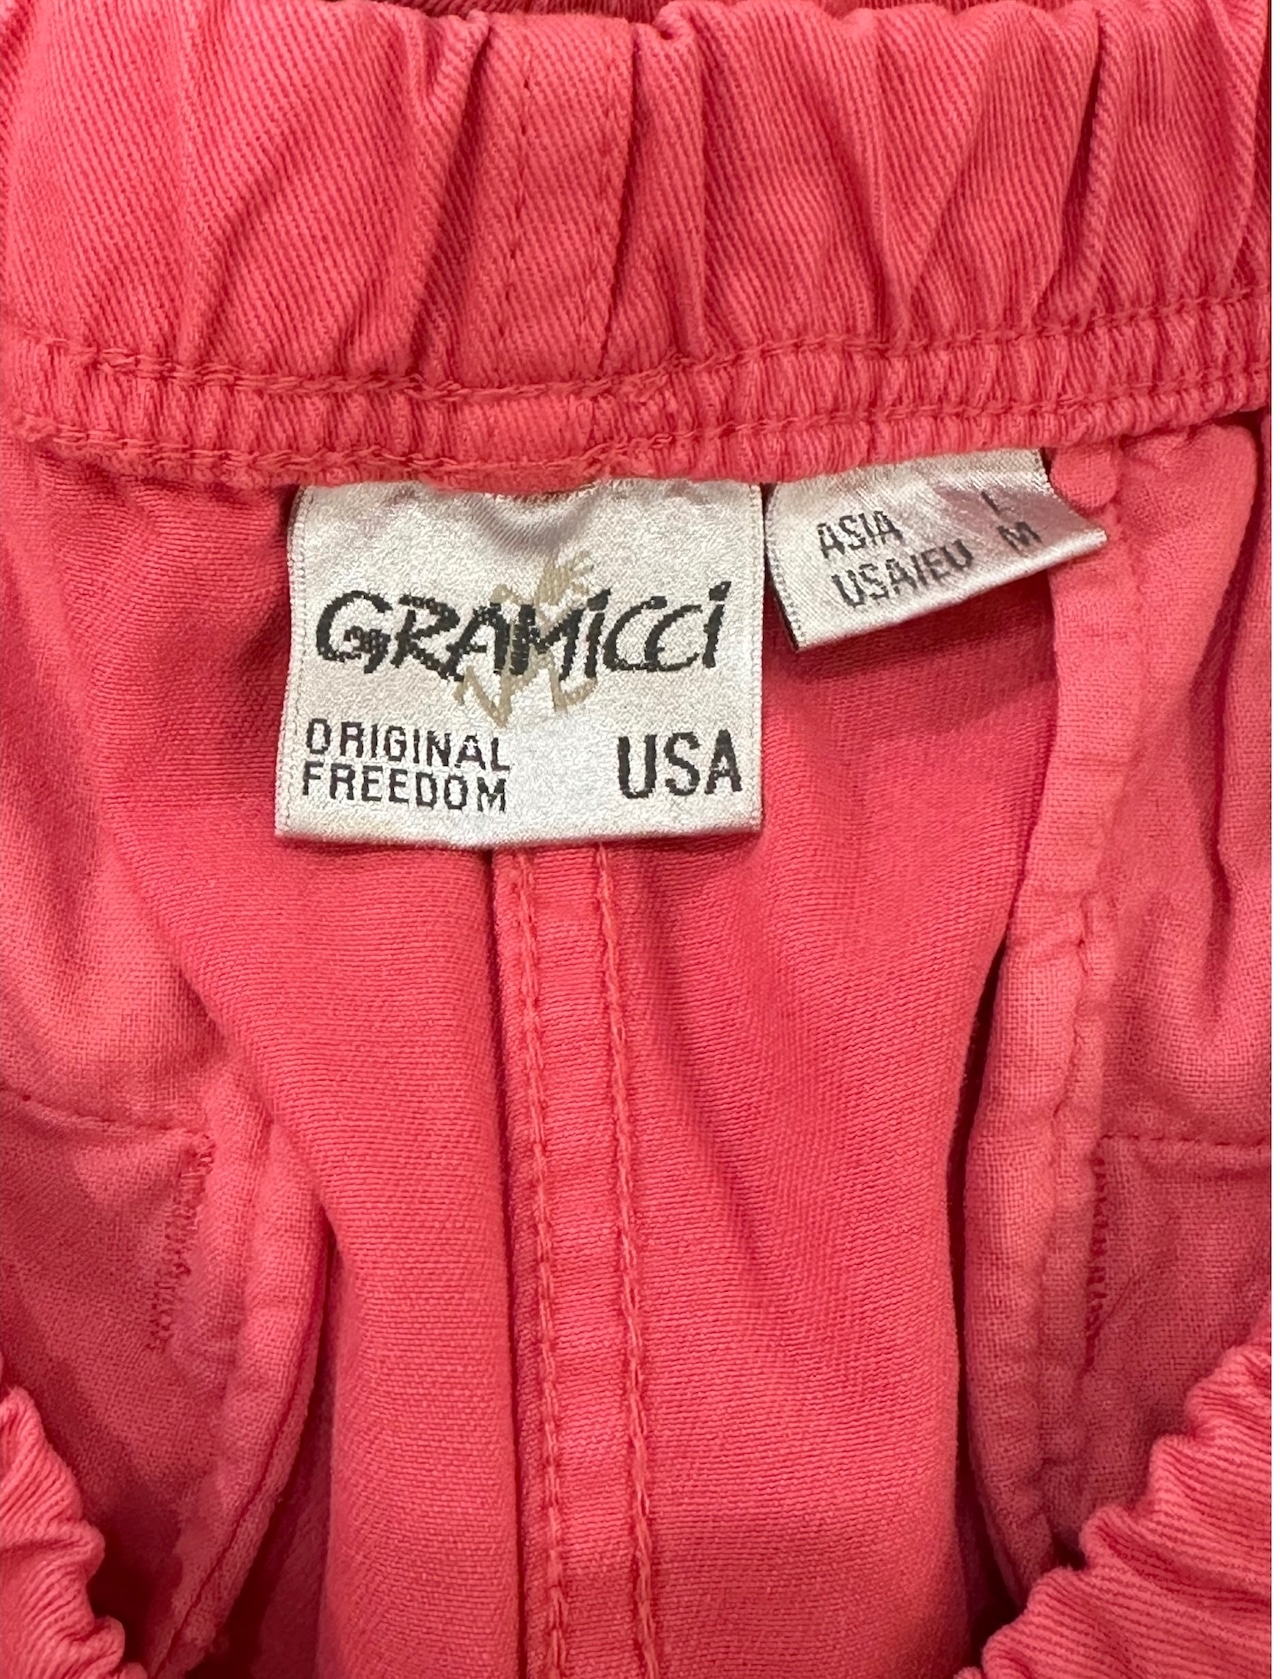 GRAMiCCi
ORIGINAL
FREEDOM
USA
ASIA L
USA/EU M